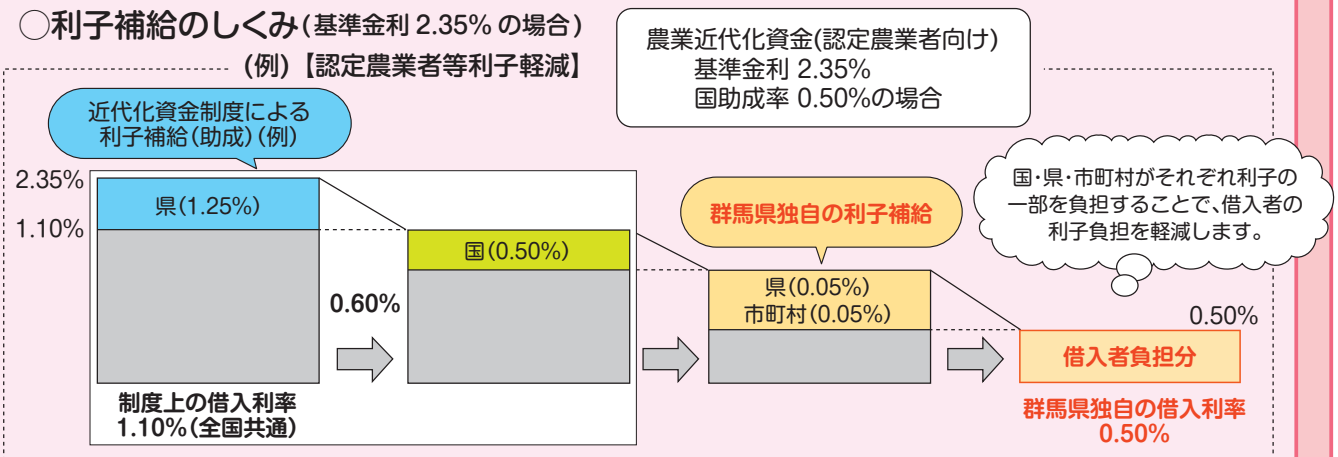 ○利子補給のしくみ(基準金利 2.35% の場合)
(例)【認定農業者等利子軽減】
農業近代化資金(認定農業者向け)
基準金利 2.35%
国助成率 0.50%の場合
近代化資金制度による
利子補給(助成)(例)
国・県・市町村がそれぞれ利子の
一部を負担することで、借入者の
利子負担を軽減します。
2.35%
県(1.25%)
1.10%
群馬県独自の利子補給
国(0.50%)
0.60%
県(0.05%)
市町村(0.05%)
0.50%
借入者負担分
制度上の借入利率
1.10%(全国共通)
群馬県独自の借入利率
0.50%